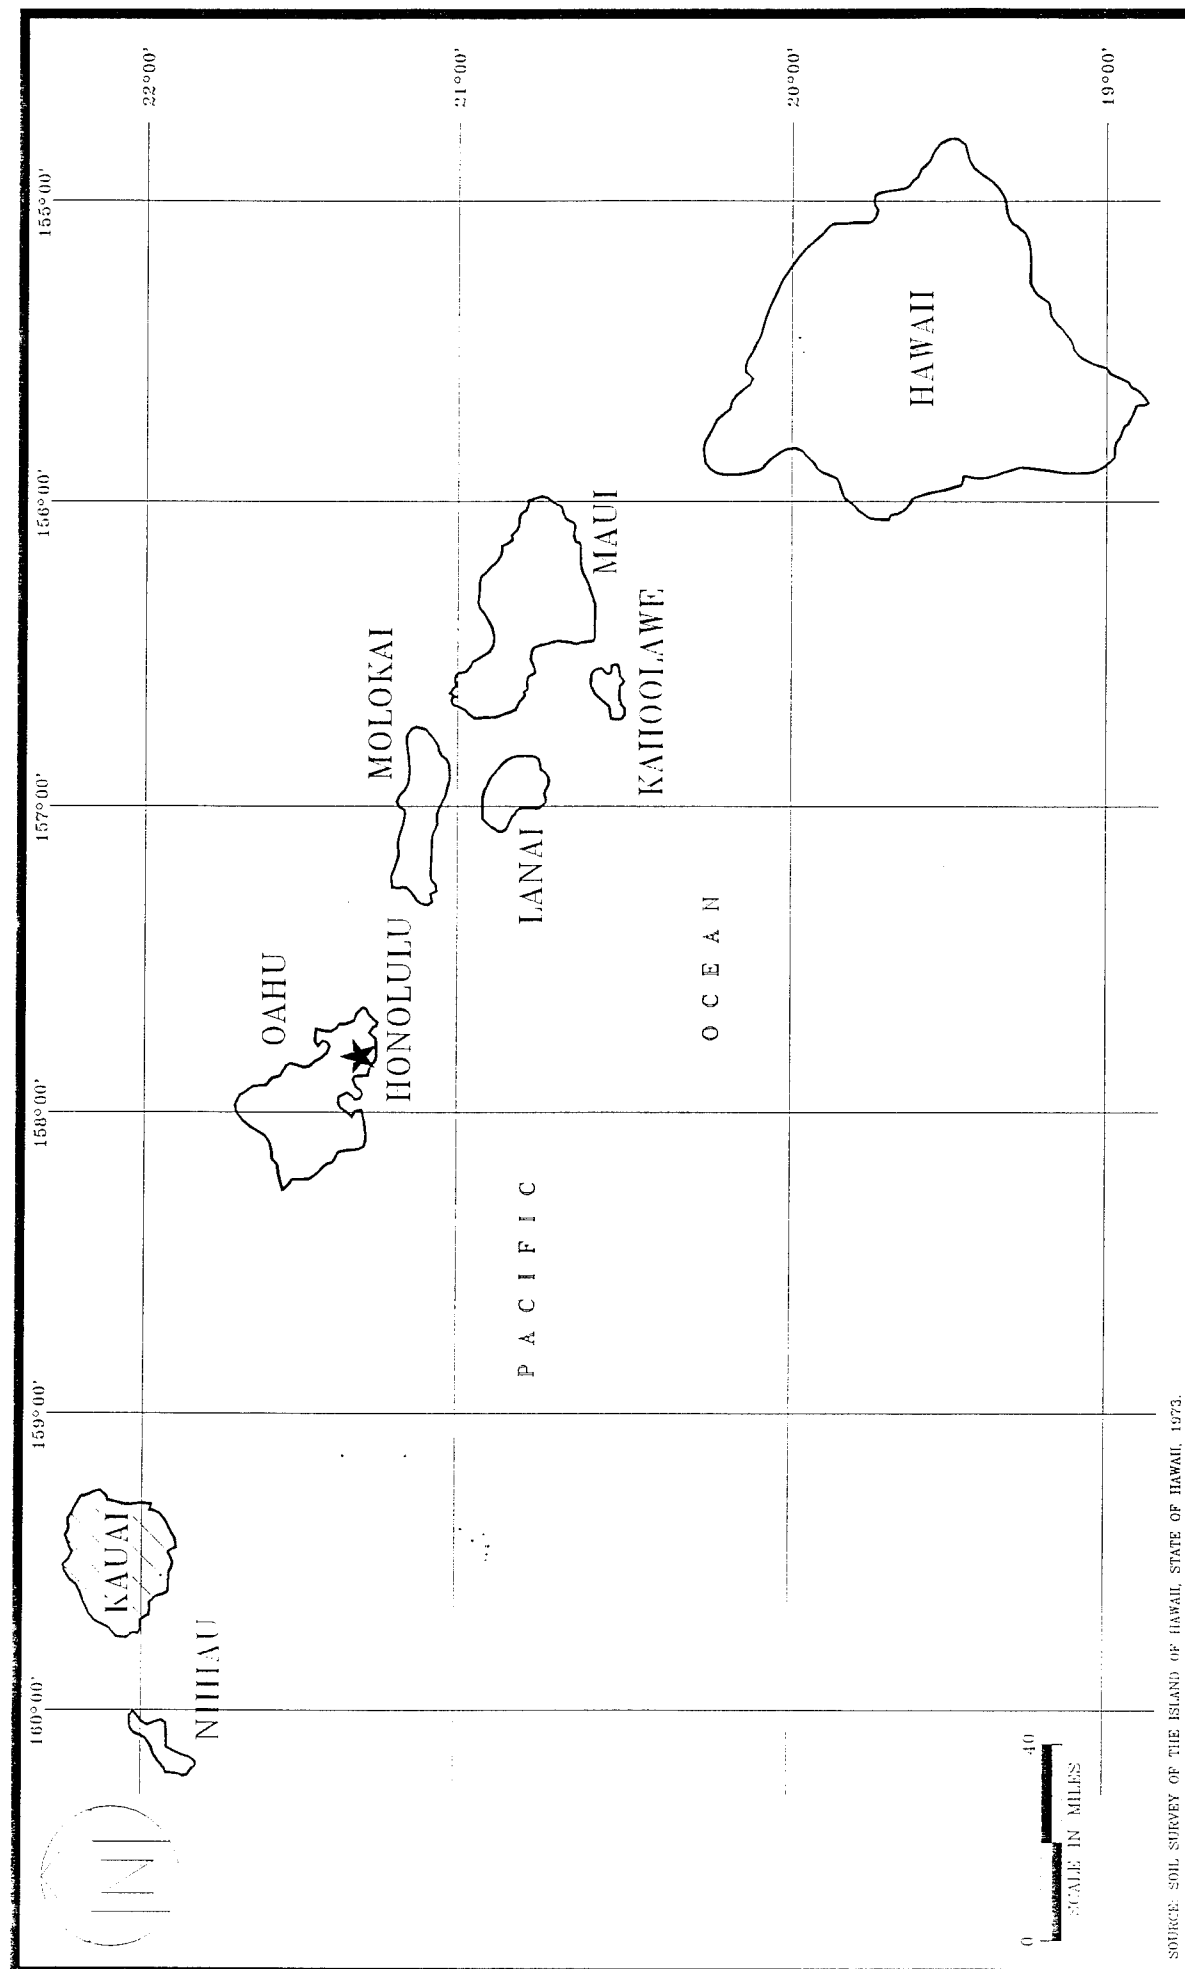 160°00'
159°00'
158°00'
157°00'
156°00'
155°00'
22°00'
21°00'
20°00'
19°00'
KAUAI
NIIHAU
OAHU
HONOLULU
MOLOKAI
LANAI
MAUI
KAHOOLAWE
HAWAII
PACIFIC
OCEAN
N
0 40
SCALE IN MILES
SOURCE: SOIL SURVEY OF THE ISLAND OF HAWAII, STATE OF HAWAII, 1973.